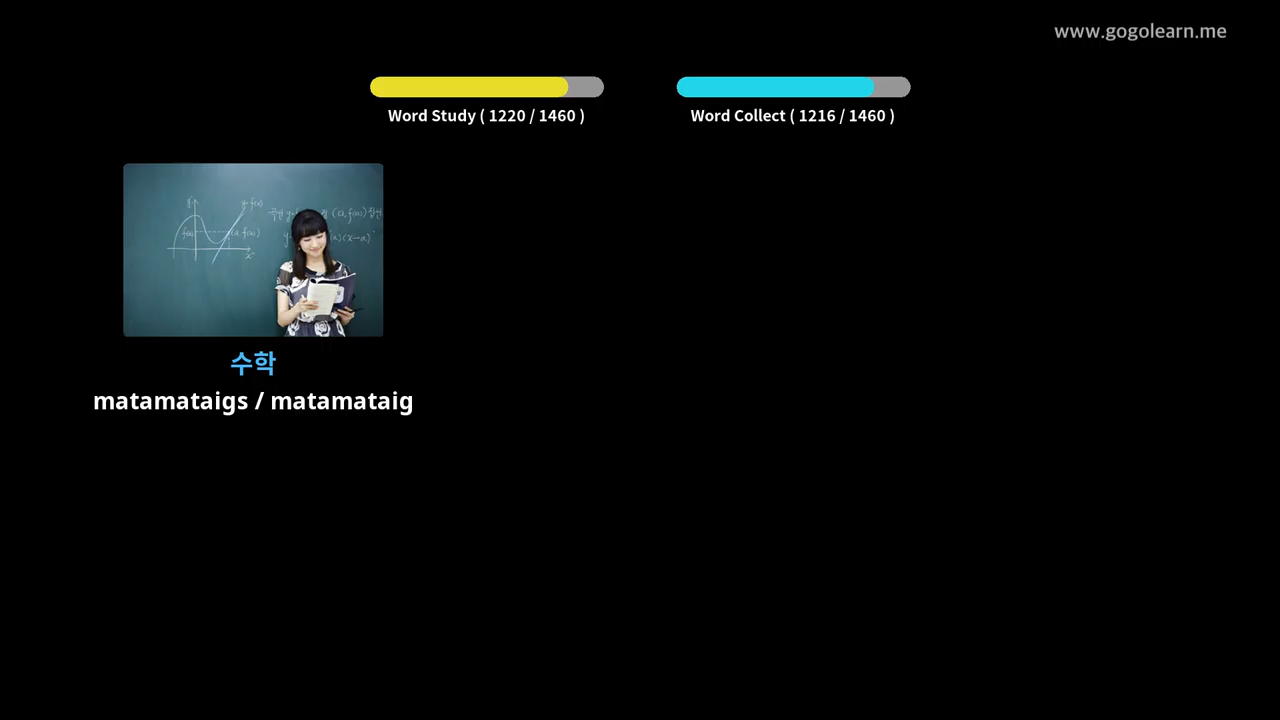 www.gogolearn.me
Word Study ( 1220 / 1460 )
Word Collect ( 1216 / 1460 )
y=f(x)
f(a)
(a, f(a))
x
수학
matamataigs / matamataig